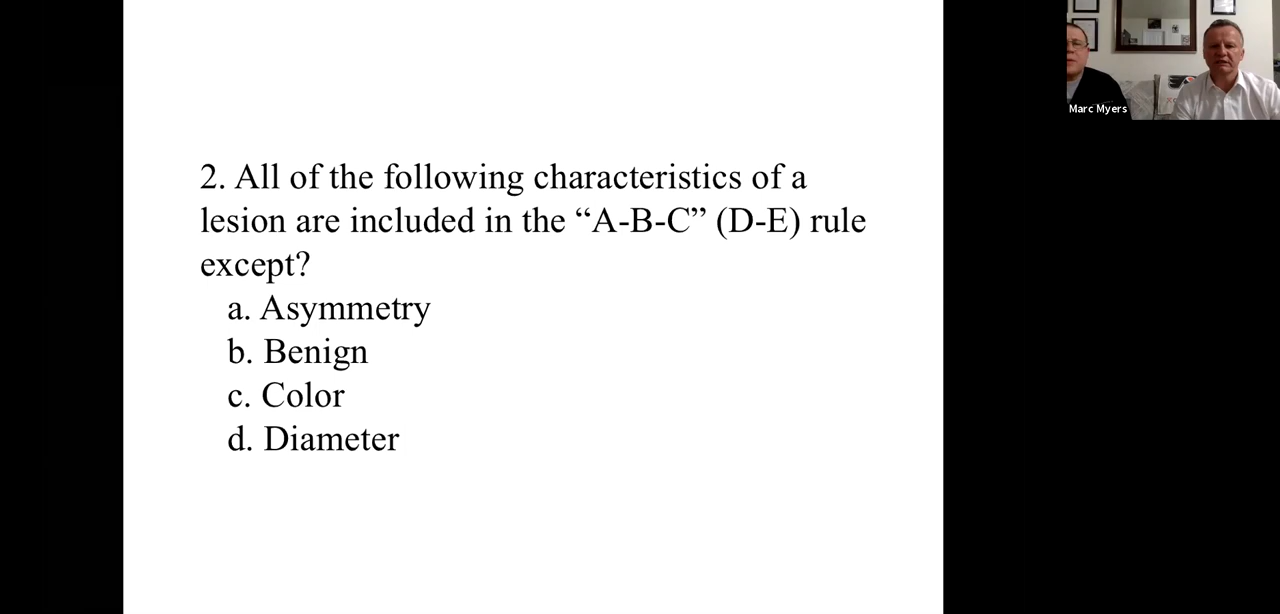 2. All of the following characteristics of a
lesion are included in the “A-B-C” (D-E) rule
except?
a. Asymmetry
b. Benign
c. Color
d. Diameter
Marc Myers